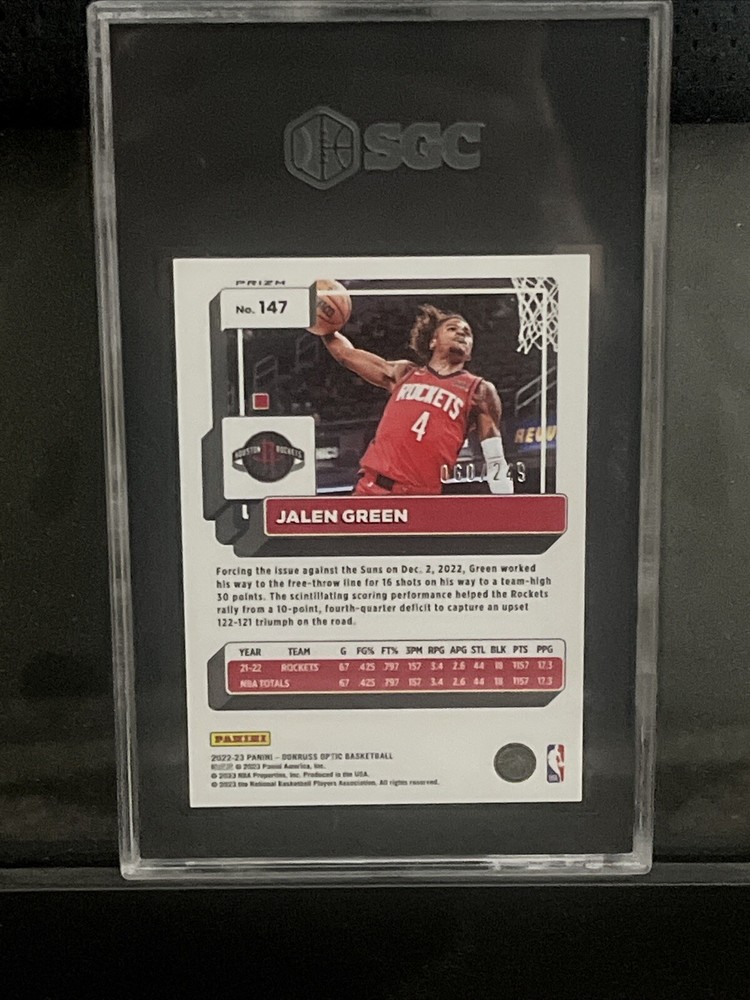 SGC
PRIZM
No. 147
ROCKETS
4
HOUSTON ROCKETS
060/249
JALEN GREEN
Forcing the issue against the Suns on Dec. 2, 2022, Green worked
his way to the free-throw line for 16 shots on his way to a team-high
30 points. The scintillating scoring performance helped the Rockets
rally from a 10-point, fourth-quarter deficit to capture an upset
122-121 triumph on the road.
YEAR TEAM G FG% FT% 3PM RPG APG STL BLK PTS PPG
21-22 ROCKETS 67 .425 .797 157 3.4 2.6 44 18 1157 17.3
NBA TOTALS 67 .425 .797 157 3.4 2.6 44 18 1157 17.3
PANINI
2022-23 PANINI – DONRUSS OPTIC BASKETBALL
© 2023 Panini America, Inc.
© 2023 NBA Properties, Inc. Produced in the USA.
© 2023 the National Basketball Players Association. All rights reserved.